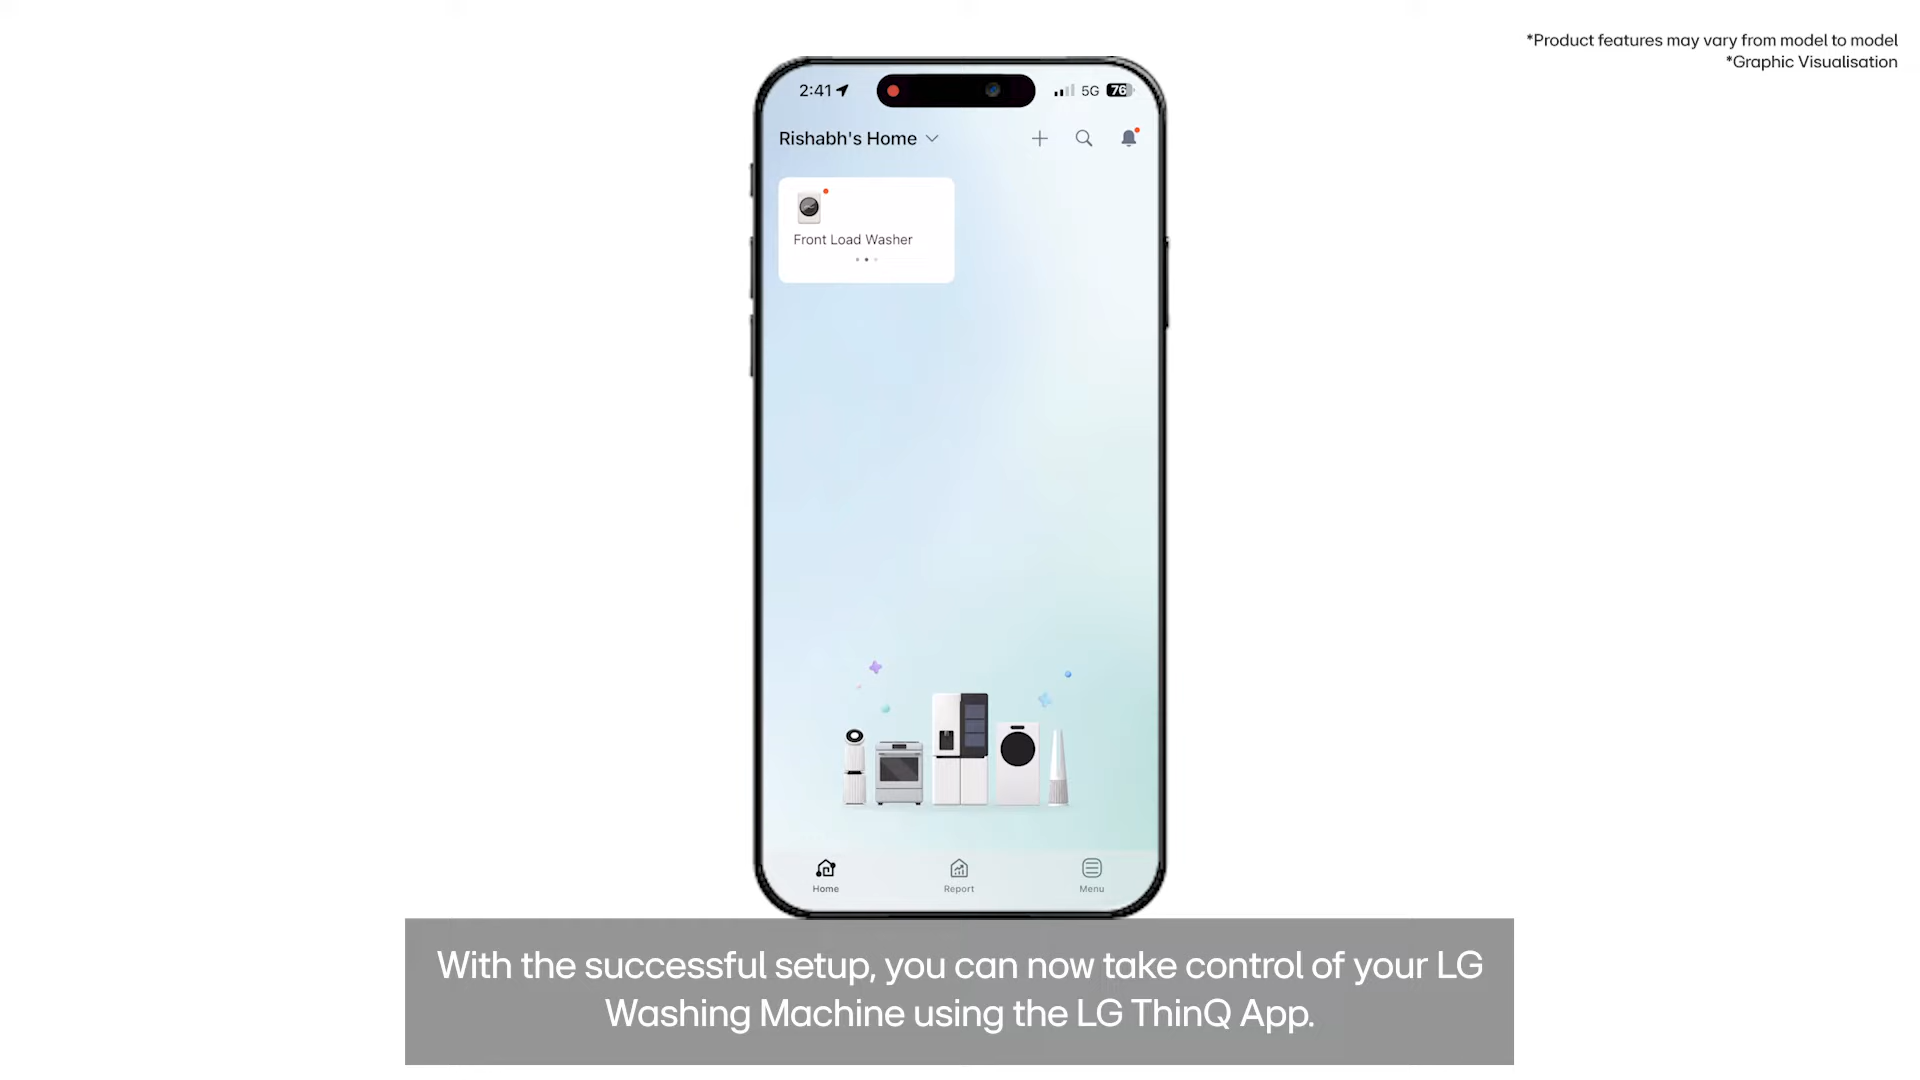 *Product features may vary from model to model
*Graphic Visualisation
2:41
5G
76
Rishabh's Home
Front Load Washer
Home
Report
Menu
With the successful setup, you can now take control of your LG
Washing Machine using the LG ThinQ App.